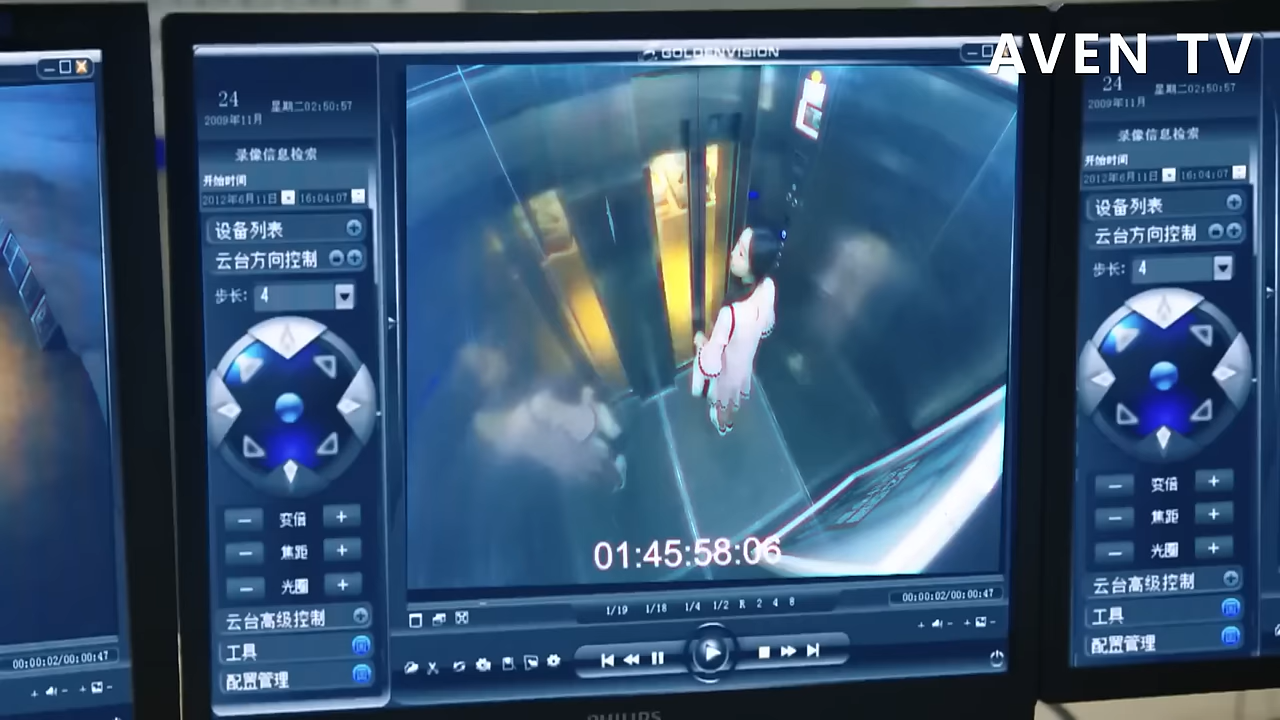 AVEN TV
GOLDENVISION
24
2009年11月
星期二02:50:57
录像信息检索
开始时间
2012年6月11日
16:04:07
设备列表
云台方向控制
步长:
4
变倍
焦距
光圈
云台高级控制
工具
配置管理
01:45:58:06
1/19 1/18 1/4 1/2 R 2 4 8
00:00:02/00:00:47
PHILIPS
00:00:02/00:00:47
24
2009年11月
星期二02:50:57
录像信息检索
开始时间
2012年6月11日
16:04:07
设备列表
云台方向控制
步长:
4
变倍
焦距
光圈
云台高级控制
工具
配置管理